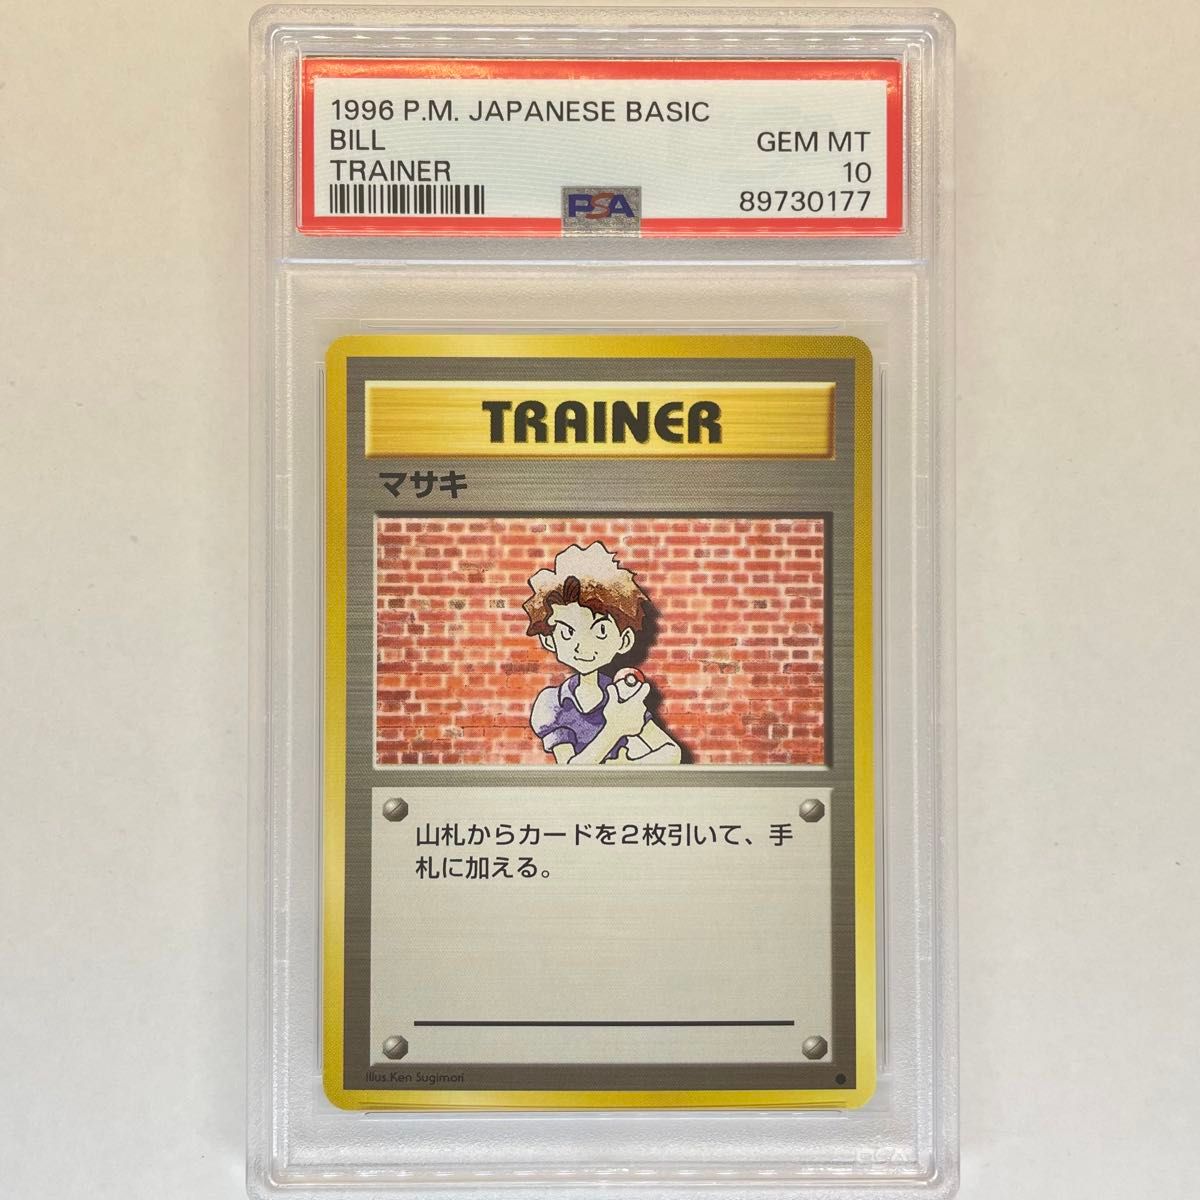 1996 P.M. JAPANESE BASIC
BILL
GEM MT
TRAINER
10
PSA
89730177
TRAINER
マサキ
山札からカードを2枚引いて、手
札に加える。
Illus.Ken Sugimori
PSA